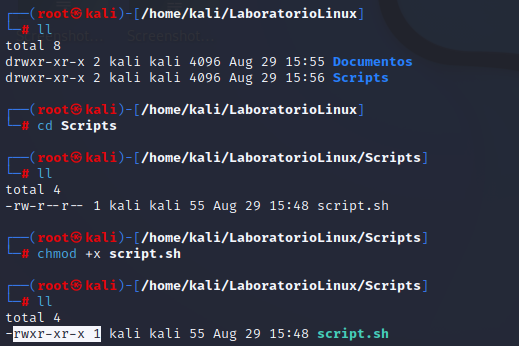 ┌──(root㉿kali)-[/home/kali/LaboratorioLinux]
└─# ll
total 8
drwxr-xr-x 2 kali kali 4096 Aug 29 15:55 Documentos
drwxr-xr-x 2 kali kali 4096 Aug 29 15:56 Scripts
┌──(root㉿kali)-[/home/kali/LaboratorioLinux]
└─# cd Scripts
┌──(root㉿kali)-[/home/kali/LaboratorioLinux/Scripts]
└─# ll
total 4
-rw-r--r-- 1 kali kali 55 Aug 29 15:48 script.sh
┌──(root㉿kali)-[/home/kali/LaboratorioLinux/Scripts]
└─# chmod +x script.sh
┌──(root㉿kali)-[/home/kali/LaboratorioLinux/Scripts]
└─# ll
total 4
-rwxr-xr-x 1 kali kali 55 Aug 29 15:48 script.sh